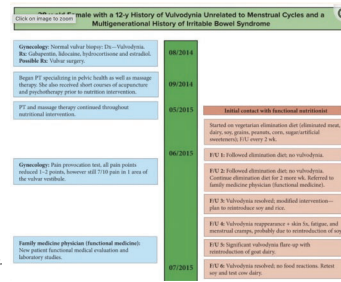 Female with a 12-y History of Vulvodynia Unrelated to Menstrual Cycles and a
Click on image to zoom
Multigenerational History of Irritable Bowel Syndrome
Gynecology: Normal vulvar biopsy: Dx—Vulvodynia.
Rx: Gabapentin, lidocaine, hydrocortisone and estradiol.
Possible Rx: Vulvar surgery.
08/2014
Began PT specializing in pelvic health as well as massage
therapy. She also received short courses of acupuncture
and psychotherapy prior to nutrition intervention.
09/2014
PT and massage therapy continued throughout
nutritional intervention.
05/2015
Initial contact with functional nutritionist
Started on vegetarian elimination diet (eliminated meat,
dairy, soy, grains, peanuts, corn, sugar/artificial
sweeteners); F/U every 2 wk.
06/2015
F/U 1: Followed elimination diet; no vulvodynia.
Gynecology: Pain provocation test, all pain points
reduced 1–2 points, however still 7/10 pain in 1 area of
the vulvar vestibule.
F/U 2: Followed elimination diet; no vulvodynia.
Continue elimination diet for 2 more wk. Referred to
family medicine physician (functional medicine).
F/U 3: Vulvodynia resolved; modified intervention—
plan to reintroduce soy and rice.
F/U 4: Vulvodynia reappearance + skin Sx, fatigue, and
menstrual cramps, probably due to reintroduction of soy
F/U 5: Significant vulvodynia flare up with
reintroduction of goat dairy.
Family medicine physician (functional medicine):
New patient functional medical evaluation and
laboratory studies.
07/2015
F/U 6: Vulvodynia resolved; no food reactions. Retest
soy and test cow dairy.